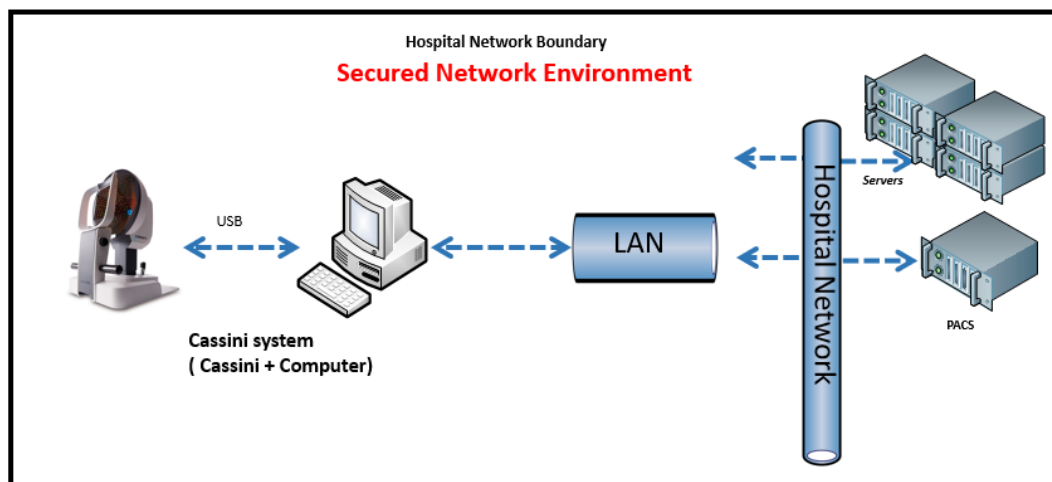 Hospital Network Boundary
Secured Network Environment
USB
Cassini system
( Cassini + Computer)
LAN
Hospital Network
Servers
PACS